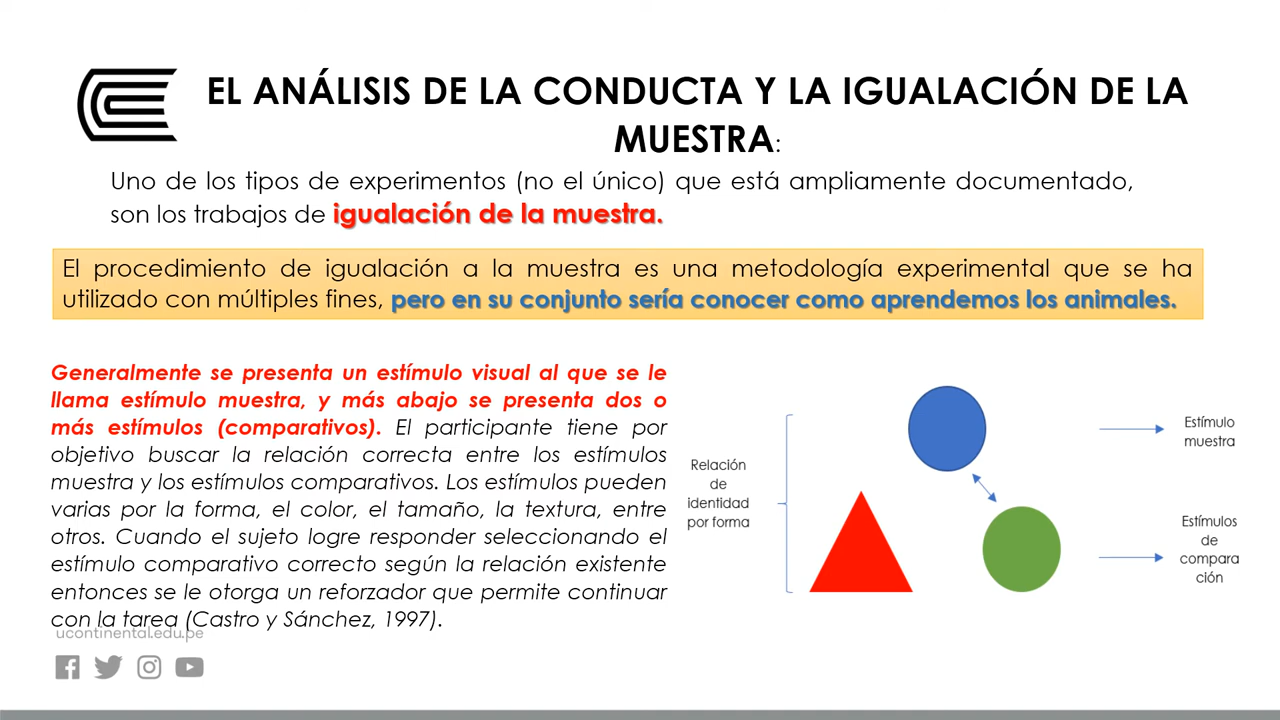 EL ANÁLISIS DE LA CONDUCTA Y LA IGUALACIÓN DE LA
MUESTRA:
Uno de los tipos de experimentos (no el único) que está ampliamente documentado,
son los trabajos de igualación de la muestra.
El procedimiento de igualación a la muestra es una metodología experimental que se ha
utilizado con múltiples fines, pero en su conjunto sería conocer como aprendemos los animales.
Generalmente se presenta un estímulo visual al que se le
llama estímulo muestra, y más abajo se presenta dos o
más estímulos (comparativos). El participante tiene por
objetivo buscar la relación correcta entre los estímulos
muestra y los estímulos comparativos. Los estímulos pueden
varias por la forma, el color, el tamaño, la textura, entre
otros. Cuando el sujeto logre responder seleccionando el
estímulo comparativo correcto según la relación existente
entonces se le otorga un reforzador que permite continuar
con la tarea (Castro y Sánchez, 1997).
Relación
de
identidad
por forma
Estímulo
muestra
Estímulos
de
compara
ción
ucontinental.edu.pe